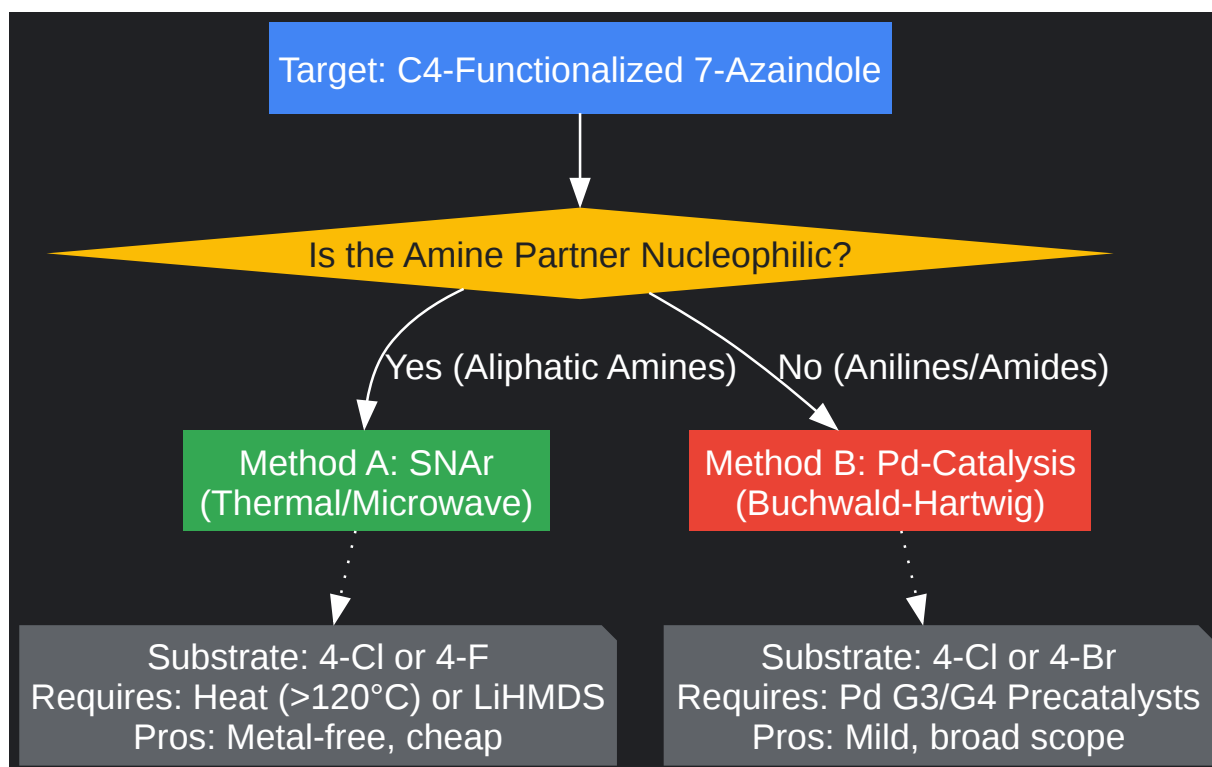 Target: C4-Functionalized 7-Azaindole
Is the Amine Partner Nucleophilic?
Yes (Aliphatic Amines)
No (Anilines/Amides)
Method A: SNAr
(Thermal/Microwave)
Method B: Pd-Catalysis
(Buchwald-Hartwig)
Substrate: 4-Cl or 4-F
Requires: Heat (>120°C) or LiHMDS
Pros: Metal-free, cheap
Substrate: 4-Cl or 4-Br
Requires: Pd G3/G4 Precatalysts
Pros: Mild, broad scope